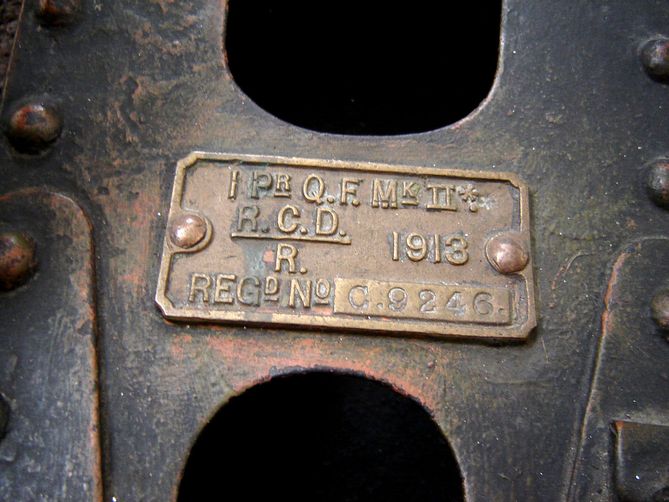 1 PR Q.F. MK II**
R.C.D.
R. 1913
REGD NO C.9246.